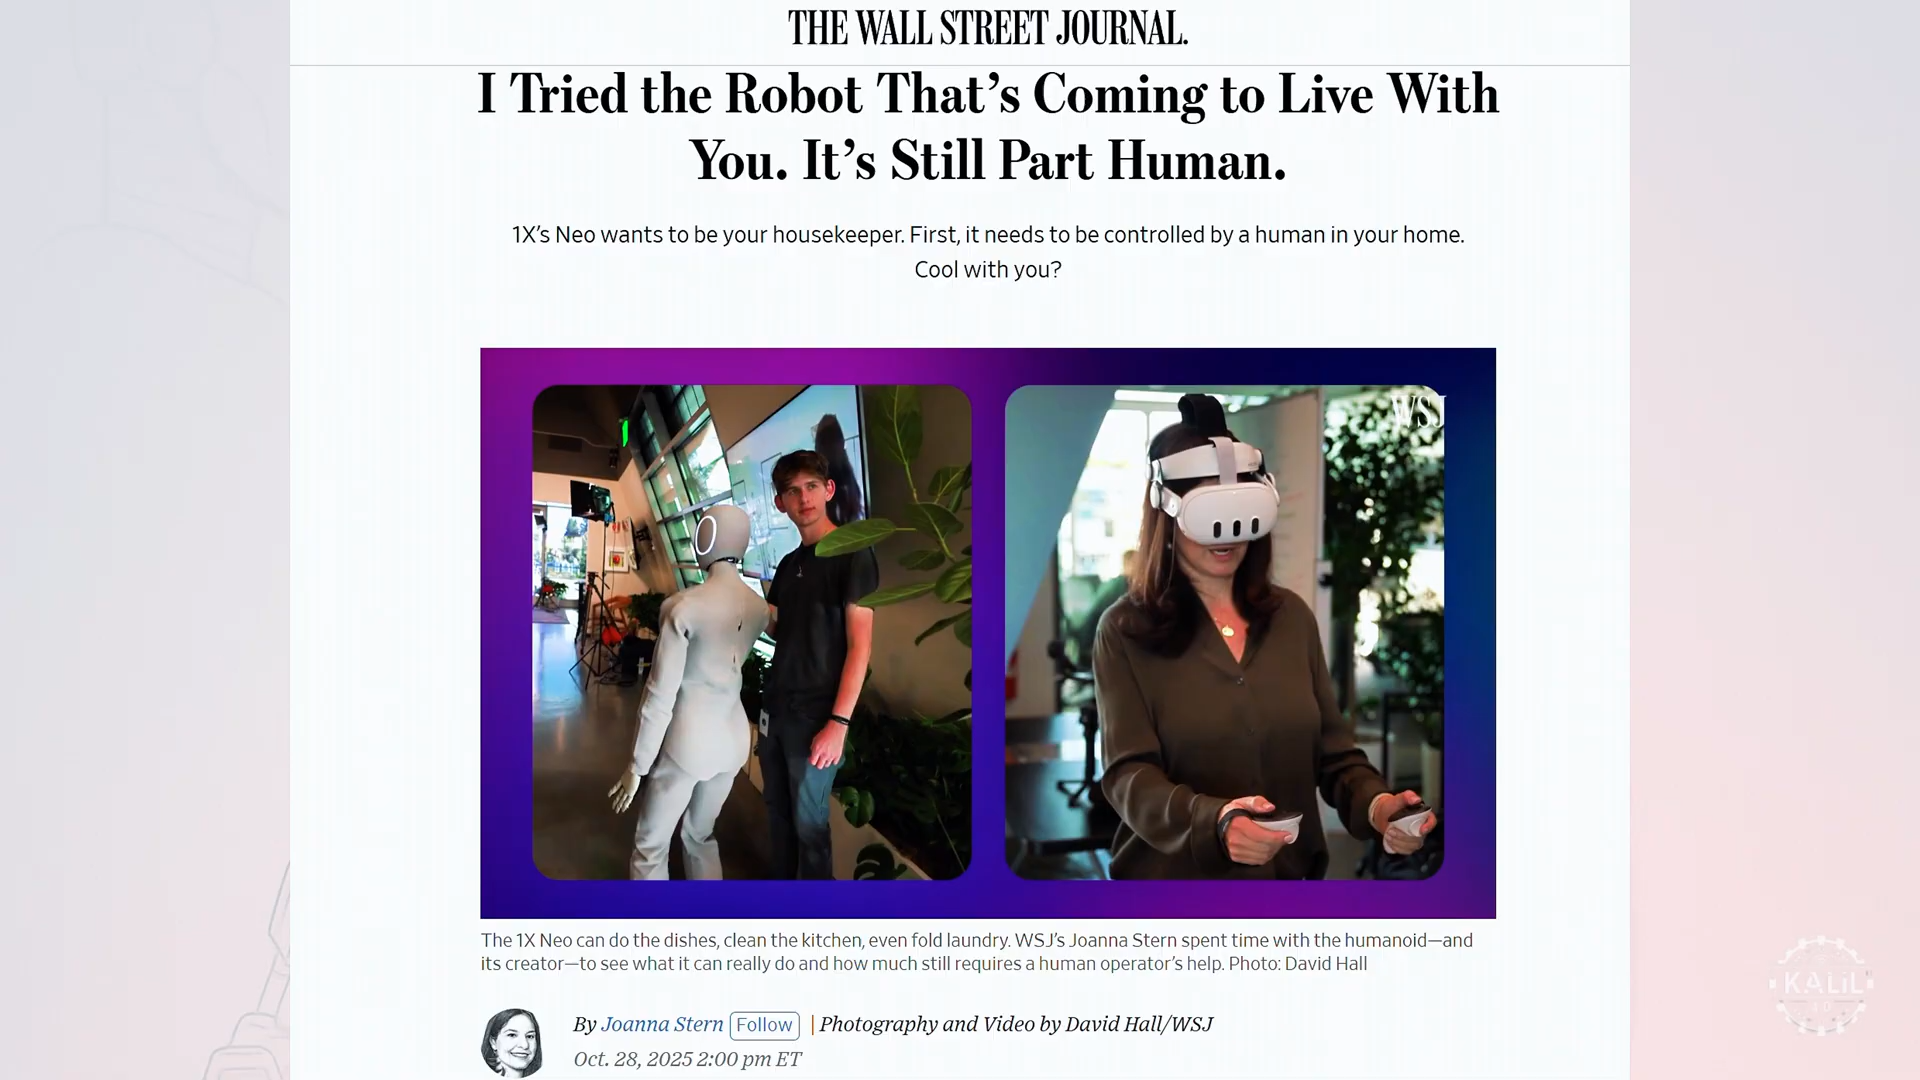 THE WALL STREET JOURNAL.
I Tried the Robot That’s Coming to Live With
You. It’s Still Part Human.
1X’s Neo wants to be your housekeeper. First, it needs to be controlled by a human in your home.
Cool with you?
WSJ
The 1X Neo can do the dishes, clean the kitchen, even fold laundry. WSJ’s Joanna Stern spent time with the humanoid—and
its creator—to see what it can really do and how much still requires a human operator’s help. Photo: David Hall
By Joanna Stern Follow | Photography and Video by David Hall/WSJ
Oct. 28, 2025 2:00 pm ET
KALIL
4.0